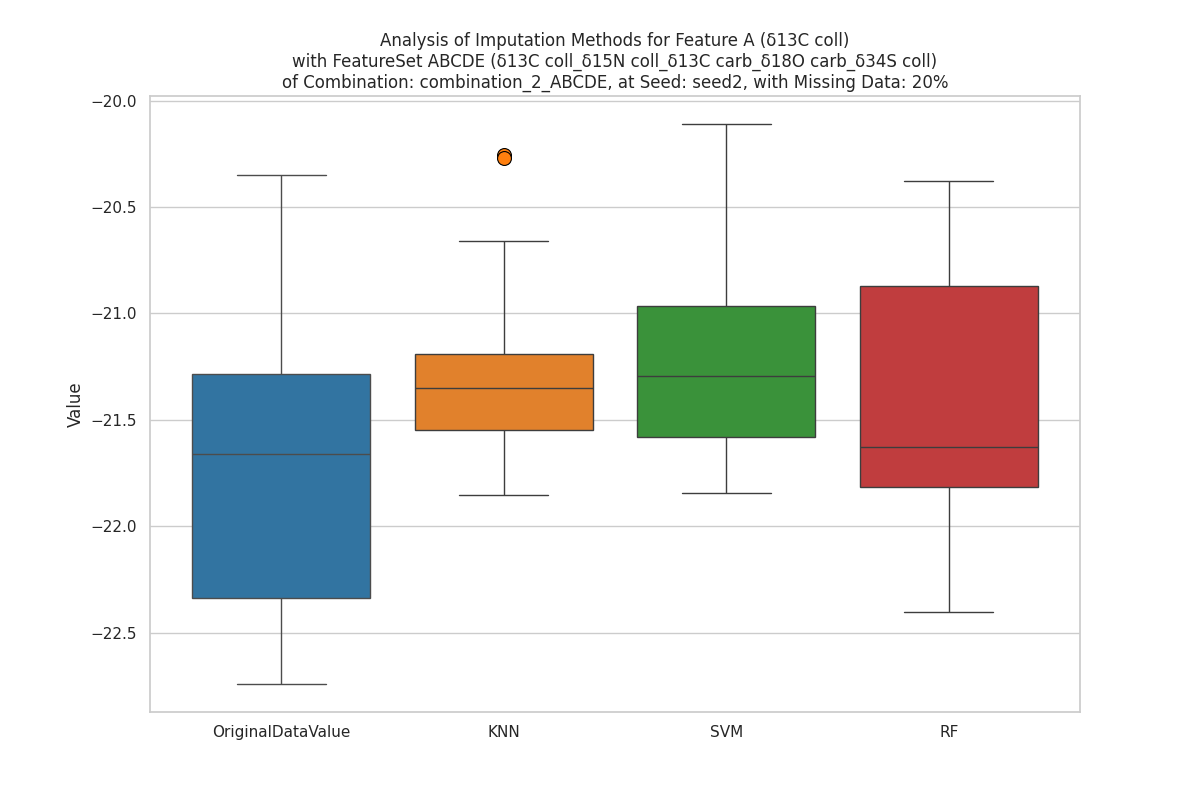 Analysis of Imputation Methods for Feature A (δ13C coll)
with FeatureSet ABCDE (δ13C coll_δ15N coll_δ13C carb_δ18O carb_δ34S coll)
of Combination: combination_2_ABCDE, at Seed: seed2, with Missing Data: 20%
−20.0
−20.5
−21.0
−21.5
−22.0
−22.5
Value
OriginalDataValue
KNN
SVM
RF